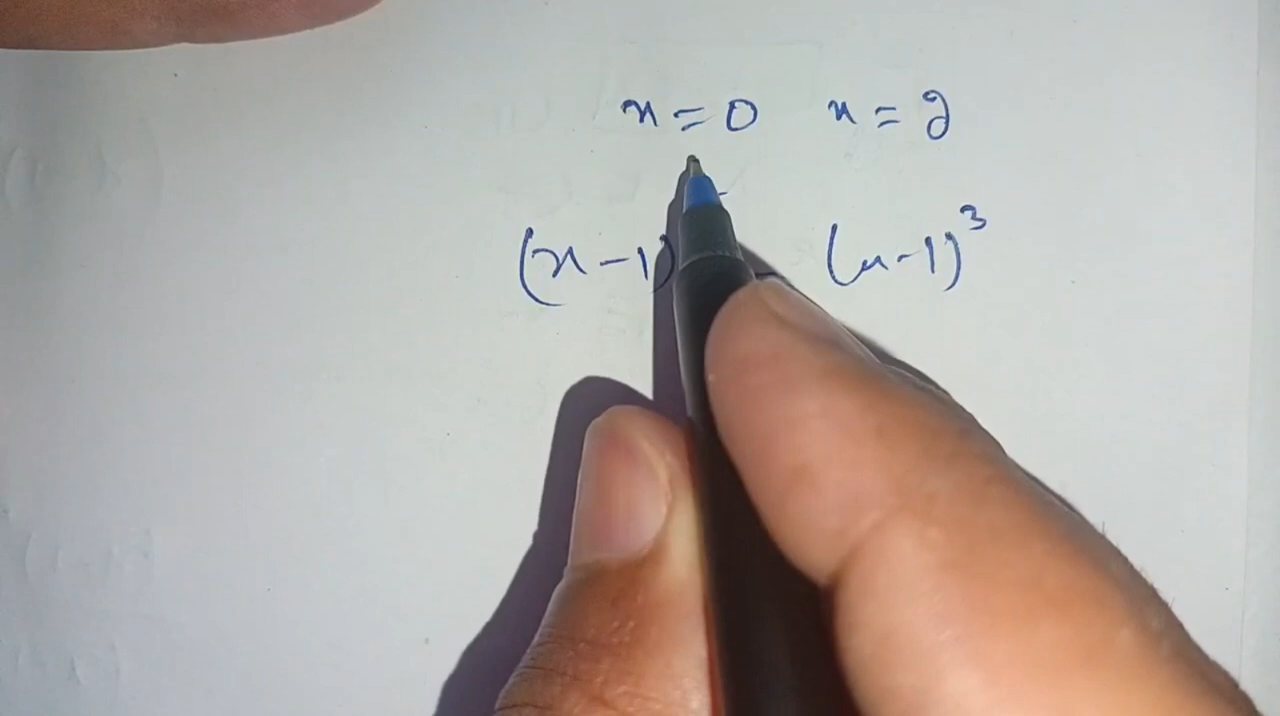 x = 0 x = 2
(x - 1) (x - 1)³